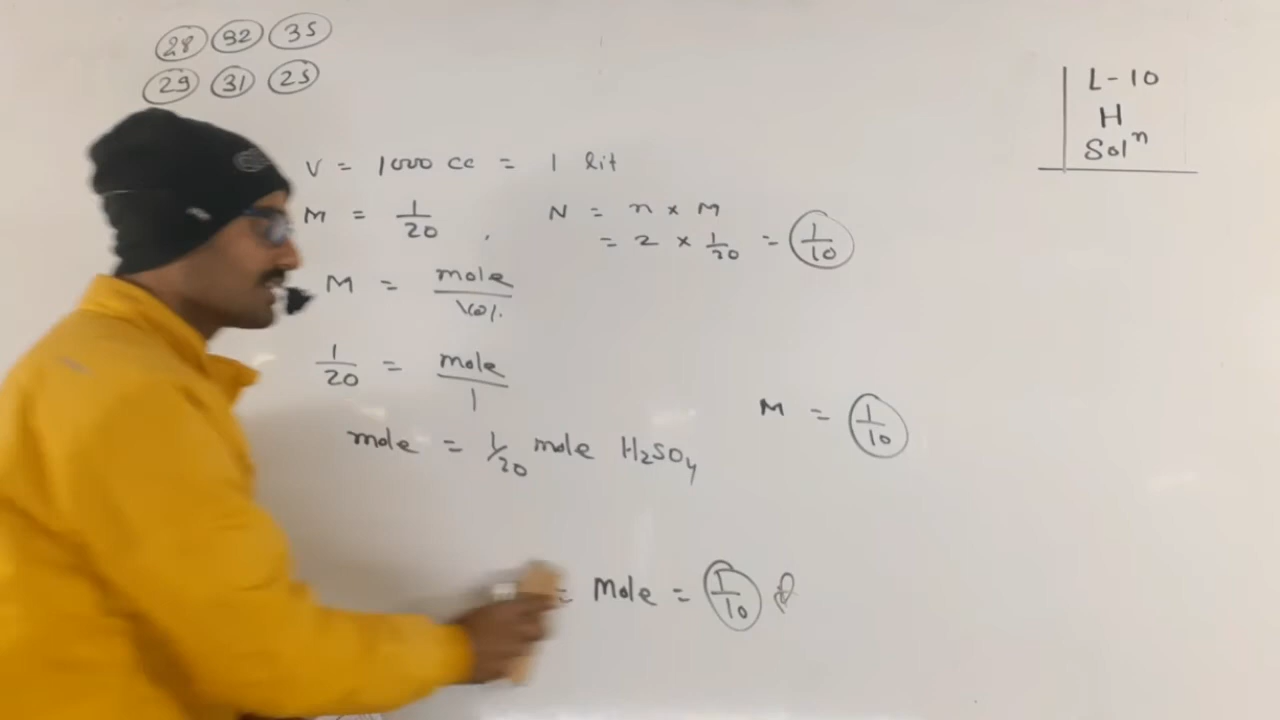 28 32 35
29 31 25
L-10
H
Solⁿ
V = 1000 cc = 1 lit
M = 1/20 , N = n × M
= 2 × 1/20 = 1/10
M = mole/Vol.
1/20 = mole/1
M = 1/10
mole = 1/20 mole H₂SO₄
= Mole = 1/10